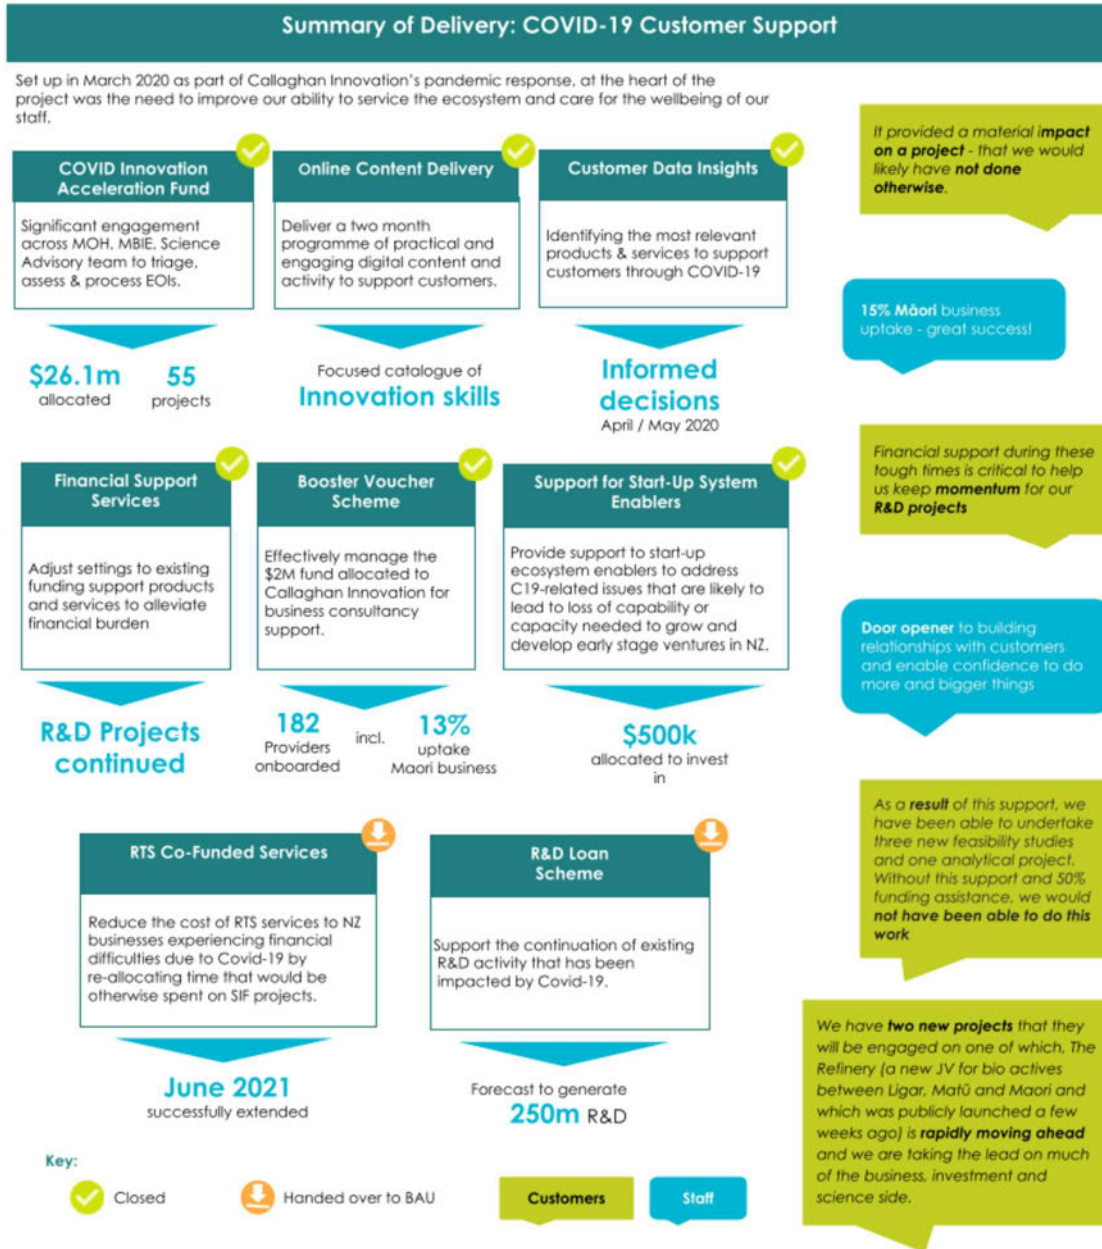 Summary of Delivery: COVID-19 Customer Support
Set up in March 2020 as part of Callaghan Innovation's pandemic response, at the heart of the
project was the need to improve our ability to service the ecosystem and care for the wellbeing of our
staff.
COVID Innovation
Acceleration Fund
Significant engagement
across MOH, MBIE, Science
Advisory team to triage,
assess & process EOIs.
$26.1m
allocated
55
projects
Online Content Delivery
Deliver a two month
programme of practical and
engaging digital content and
activity to support customers.
Focused catalogue of
Innovation skills
Customer Data Insights
Identifying the most relevant
products & services to support
customers through COVID-19
Informed
decisions
April / May 2020
Financial Support
Services
Adjust settings to existing
funding support products
and services to alleviate
financial burden
R&D Projects
continued
Booster Voucher
Scheme
Effectively manage the
$2M fund allocated to
Callaghan Innovation for
business consultancy
support.
182
Providers
onboarded
incl.
13%
uptake
Maori business
Support for Start-Up System
Enablers
Provide support to start-up
ecosystem enablers to address
C19-related issues that are likely to
lead to loss of capability or
capacity needed to grow and
develop early stage ventures in NZ.
$500k
allocated to invest
in
RTS Co-Funded Services
Reduce the cost of RTS services to NZ
businesses experiencing financial
difficulties due to Covid-19 by
re-allocating time that would be
otherwise spent on SIF projects.
June 2021
successfully extended
R&D Loan
Scheme
Support the continuation of existing
R&D activity that has been
impacted by Covid-19.
Forecast to generate
250m R&D
Key:
Closed
Handed over to BAU
Customers
Staff
It provided a material impact
on a project - that we would
likely have not done
otherwise.
15% Māori business
uptake - great success!
Financial support during these
tough times is critical to help
us keep momentum for our
R&D projects
Door opener to building
relationships with customers
and enable confidence to do
more and bigger things
As a result of this support, we
have been able to undertake
three new feasibility studies
and one analytical project.
Without this support and 50%
funding assistance, we would
not have been able to do this
work
We have two new projects that they
will be engaged on one of which, The
Refinery (a new JV for bio actives
between Ligar, Matū and Maori and
which was publicly launched a few
weeks ago) is rapidly moving ahead
and we are taking the lead on much
of the business, investment and
science side.